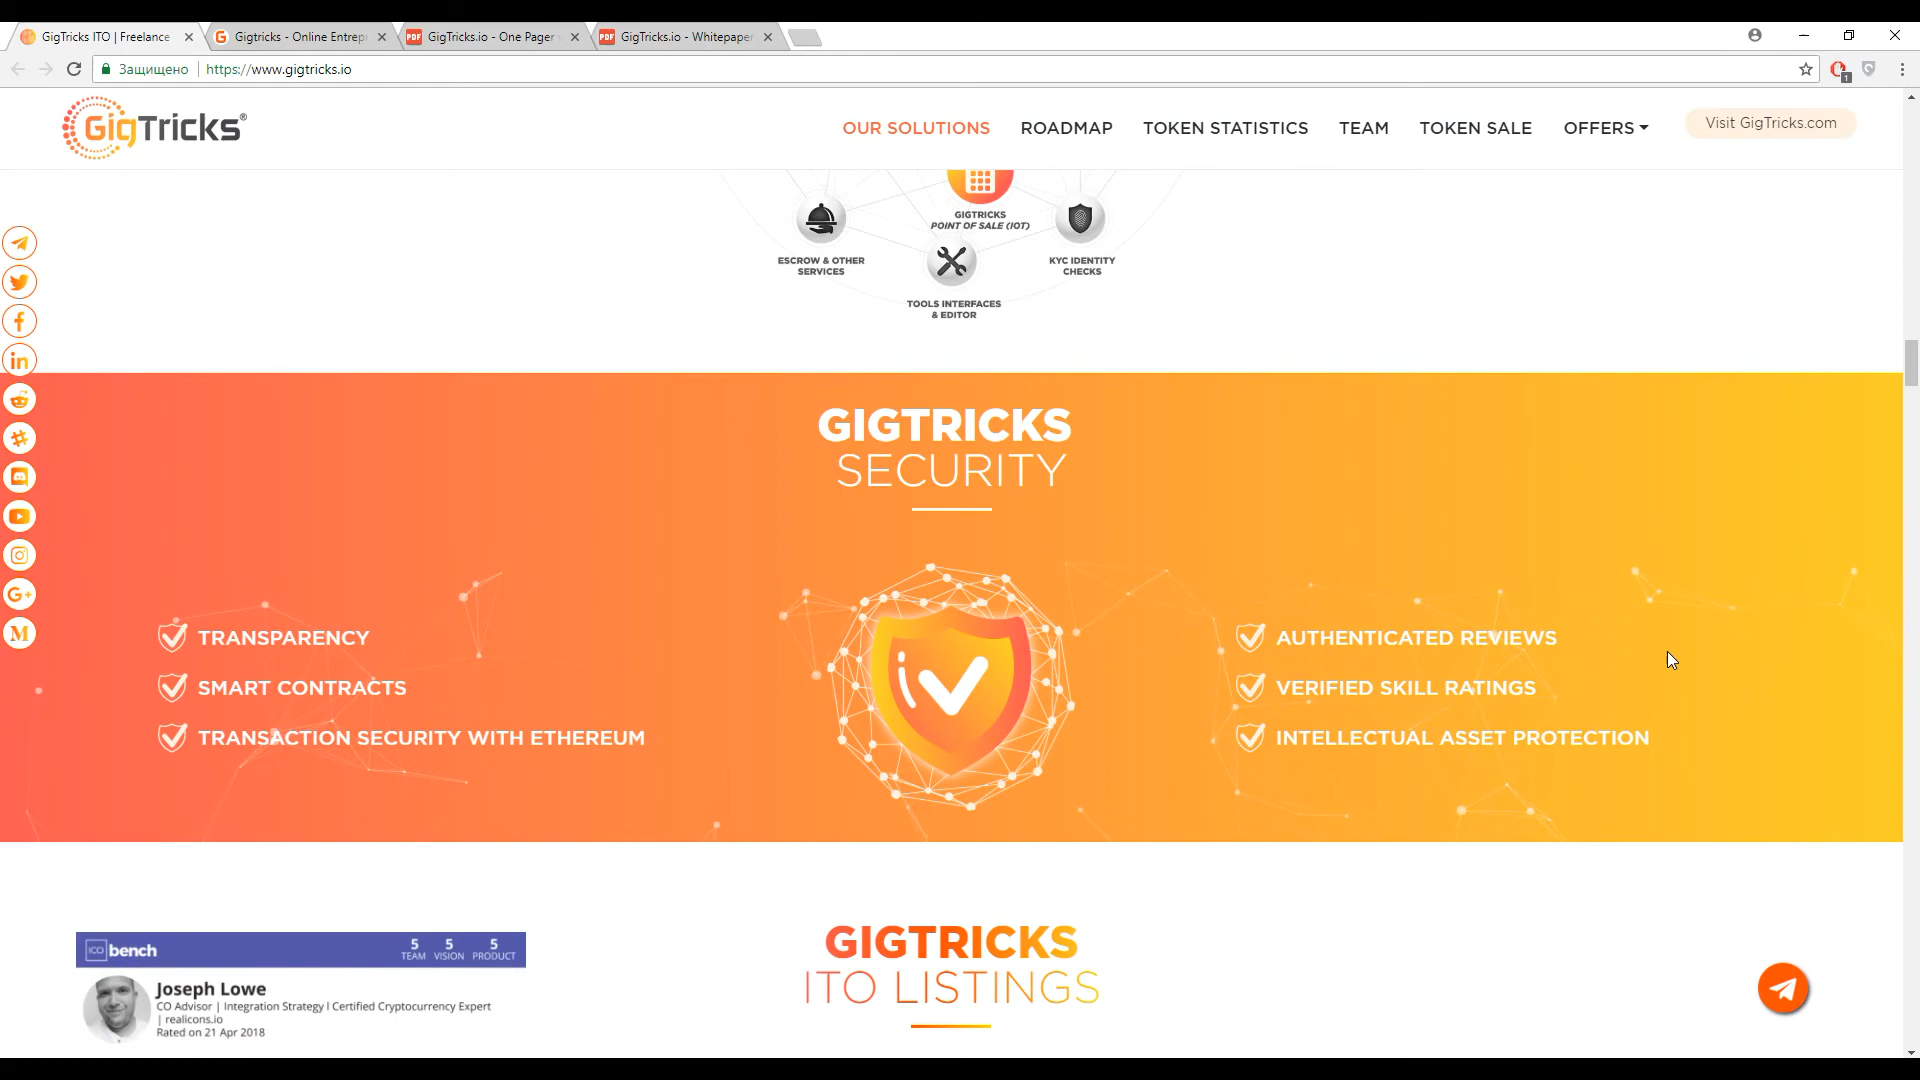 GigTricks ITO | Freelance
Gigtricks - Online Entrep
GigTricks.io - One Pager
GigTricks.io - Whitepaper
Защищено
https://www.gigtricks.io
1
GigTricks®
OUR SOLUTIONS
ROADMAP
TOKEN STATISTICS
TEAM
TOKEN SALE
OFFERS
Visit GigTricks.com
GIGTRICKS
POINT OF SALE (IOT)
ESCROW & OTHER
SERVICES
KYC IDENTITY
CHECKS
TOOLS INTERFACES
& EDITOR
GIGTRICKS
SECURITY
TRANSPARENCY
SMART CONTRACTS
TRANSACTION SECURITY WITH ETHEREUM
AUTHENTICATED REVIEWS
VERIFIED SKILL RATINGS
INTELLECTUAL ASSET PROTECTION
ICO bench
5 5 5
TEAM VISION PRODUCT
Joseph Lowe
CO Advisor | Integration Strategy | Certified Cryptocurrency Expert
| realicons.io
Rated on 21 Apr 2018
GIGTRICKS
ITO LISTINGS